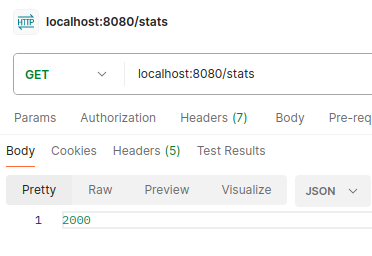 HTTP localhost:8080/stats
GET localhost:8080/stats
Params Authorization Headers (7) Body Pre-req
Body Cookies Headers (5) Test Results
Pretty Raw Preview Visualize JSON
1 2000